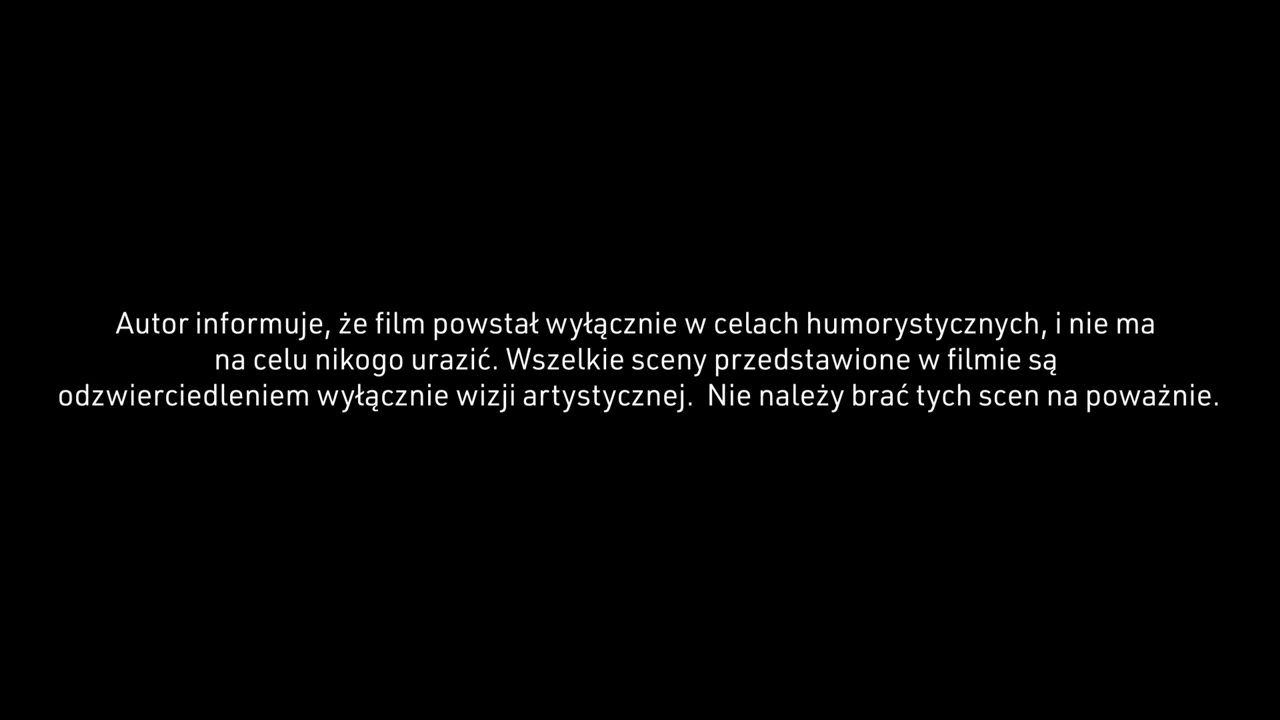 Autor informuje, że film powstał wyłącznie w celach humorystycznych, i nie ma
na celu nikogo urazić. Wszelkie sceny przedstawione w filmie są
odzwierciedleniem wyłącznie wizji artystycznej.  Nie należy brać tych scen na poważnie.